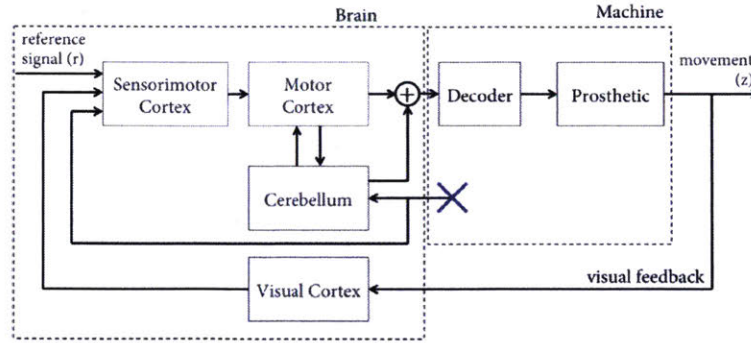 Brain
Machine
reference
signal (r)
movement
(z)
Sensorimotor
Cortex
Motor
Cortex
+
Decoder
Prosthetic
Cerebellum
visual feedback
Visual Cortex